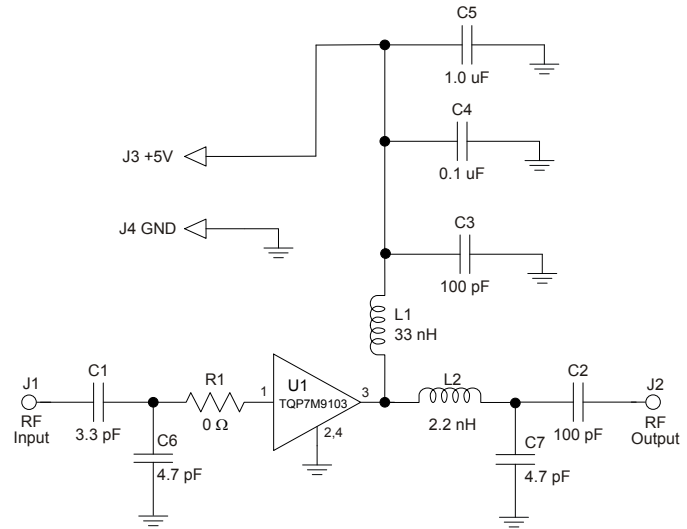 C5
1.0 uF
C4
0.1 uF
J3 +5V
J4 GND
C3
100 pF
L1
33 nH
J1
RF
Input
C1
3.3 pF
C6
4.7 pF
R1
0 Ω
1
U1
TQP7M9103
2,4
3
L2
2.2 nH
C7
4.7 pF
C2
100 pF
J2
RF
Output